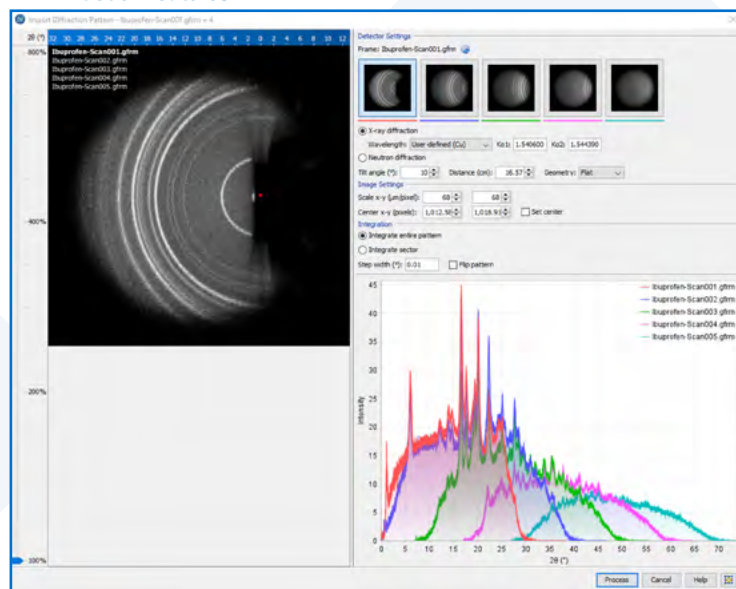 Import Diffraction Pattern - Ibuprofen-Scan001.gfrm + 4
2θ (°) 32 30 28 26 24 22 20 18 16 14 12 10 8 6 4 2 0 2 4 6 8 10 12
800%
400%
200%
100%
Ibuprofen-Scan001.gfrm
Ibuprofen-Scan002.gfrm
Ibuprofen-Scan003.gfrm
Ibuprofen-Scan004.gfrm
Ibuprofen-Scan005.gfrm
Detector Settings
Frame: Ibuprofen-Scan001.gfrm
X-ray diffraction
Wavelength: User defined (Cu) Kα1: 1.540600 Kα2: 1.544390
Neutron diffraction
Tilt angle (°): 10 Distance (cm): 16.37 Geometry: Flat
Image Settings
Scale x-y (µm/pixel): 68 68
Center x-y (pixels): Set center
Integration
Integrate entire pattern
Integrate sector
Step width (°): 0.01 Flip pattern
Intensity
45
40
35
30
25
20
15
10
5
0
Ibuprofen-Scan001.gfrm
Ibuprofen-Scan002.gfrm
Ibuprofen-Scan003.gfrm
Ibuprofen-Scan004.gfrm
Ibuprofen-Scan005.gfrm
0 5 10 15 20 25 30 35 40 45 50 55 60 65 70
2θ (°)
Process Cancel Help